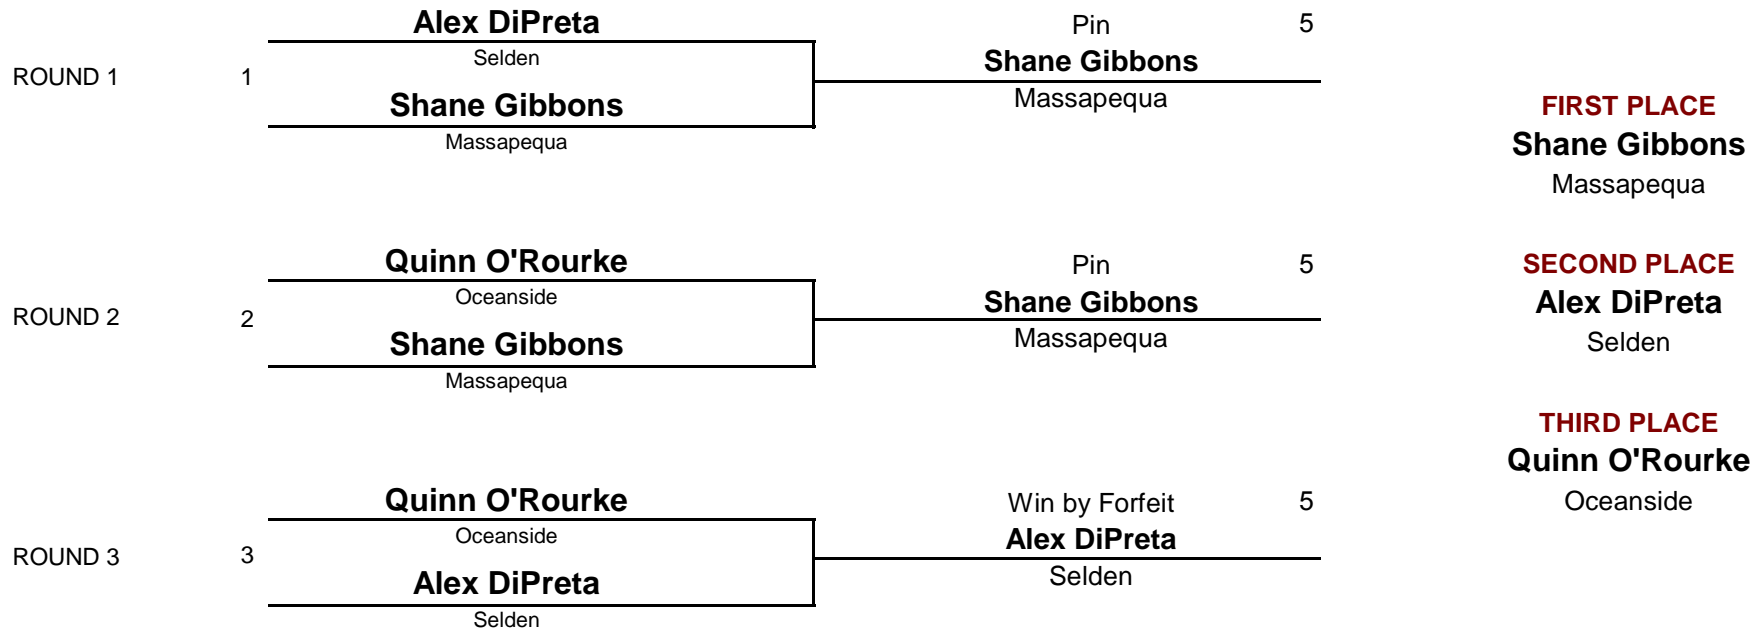 Alex DiPreta
Selden
ROUND 1
1
Shane Gibbons
Massapequa
Pin
5
Shane Gibbons
Massapequa
Quinn O'Rourke
Oceanside
ROUND 2
2
Shane Gibbons
Massapequa
Pin
5
Shane Gibbons
Massapequa
Quinn O'Rourke
Oceanside
ROUND 3
3
Alex DiPreta
Selden
Win by Forfeit
5
Alex DiPreta
Selden
FIRST PLACE
Shane Gibbons
Massapequa
SECOND PLACE
Alex DiPreta
Selden
THIRD PLACE
Quinn O'Rourke
Oceanside